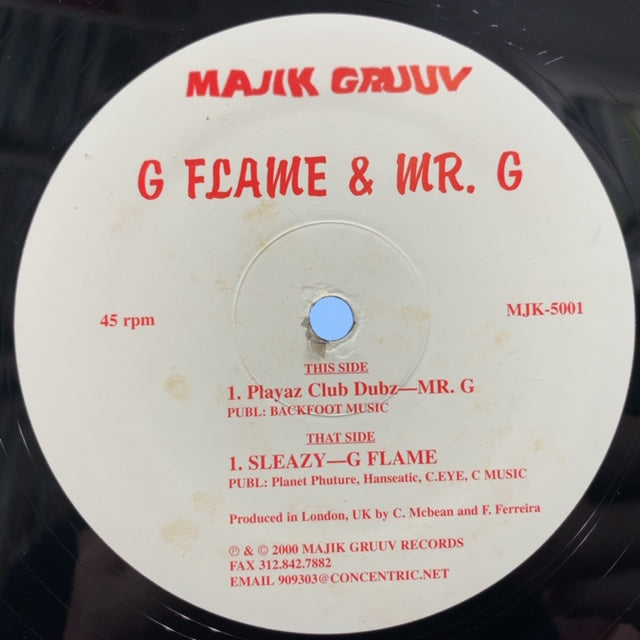 MAJIK GRUUV
G FLAME & MR. G
45 rpm
MJK-5001
THIS SIDE
1. Playaz Club Dubz—MR. G
PUBL: BACKFOOT MUSIC
THAT SIDE
1. SLEAZY—G FLAME
PUBL: Planet Phuture, Hanseatic, C.EYE, C MUSIC
Produced in London, UK by C. Mcbean and F. Ferreira
℗ & © 2000 MAJIK GRUUV RECORDS
FAX 312.842.7882
EMAIL 909303@CONCENTRIC.NET